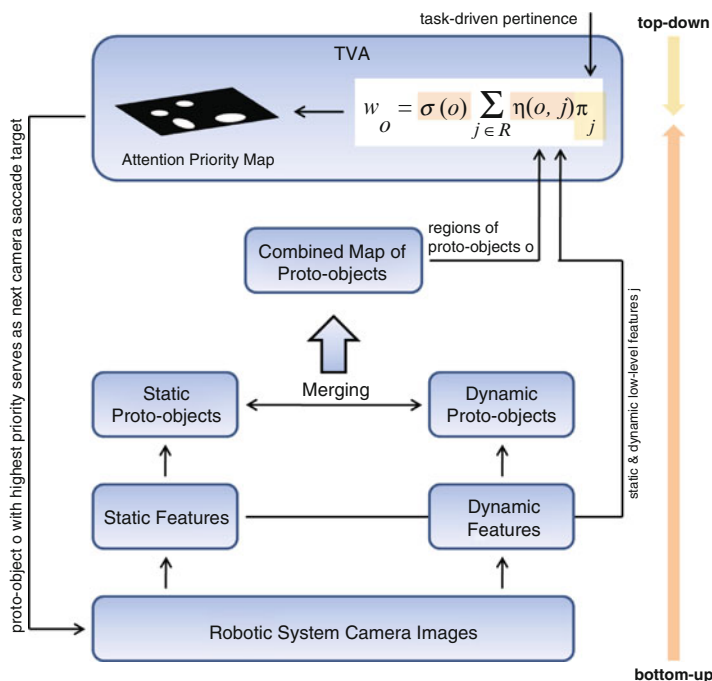 task-driven pertinence
top-down
TVA
w_o = σ(o) ∑_{j ∈ R} η(o, j)π_j
Attention Priority Map
regions of
proto-objects o
Combined Map of
Proto-objects
proto-object o with highest priority serves as next camera saccade target
static & dynamic low-level features j
Static
Proto-objects
Merging
Dynamic
Proto-objects
Static Features
Dynamic
Features
Robotic System Camera Images
bottom-up